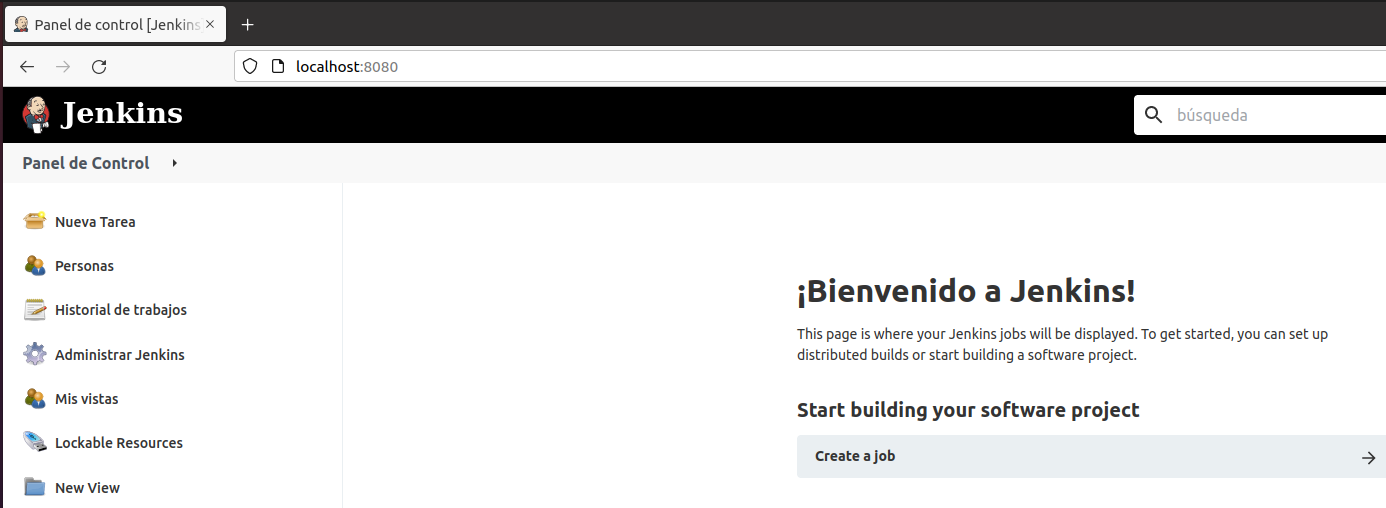 Panel de control [Jenkins
localhost:8080
Jenkins
búsqueda
Panel de Control
Nueva Tarea
Personas
Historial de trabajos
Administrar Jenkins
Mis vistas
Lockable Resources
New View
¡Bienvenido a Jenkins!
This page is where your Jenkins jobs will be displayed. To get started, you can set up
distributed builds or start building a software project.
Start building your software project
Create a job